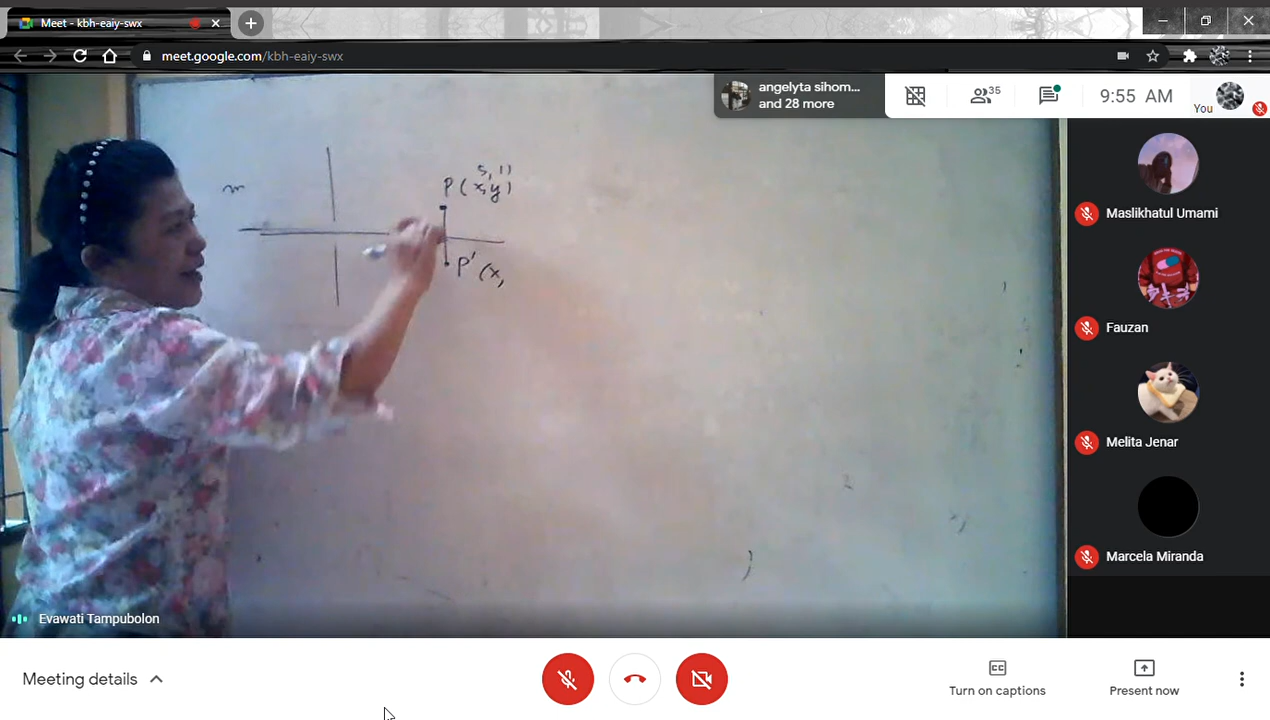 Meet - kbh-eaiy-swx
meet.google.com/kbh-eaiy-swx
angelyta sihom...
and 28 more
35
9:55 AM
You
m
5, 1)
P (x, y)
P' (x,
Maslikhatul Umami
Fauzan
Melita Jenar
Marcela Miranda
Evawati Tampubolon
Meeting details
CC
Turn on captions
Present now